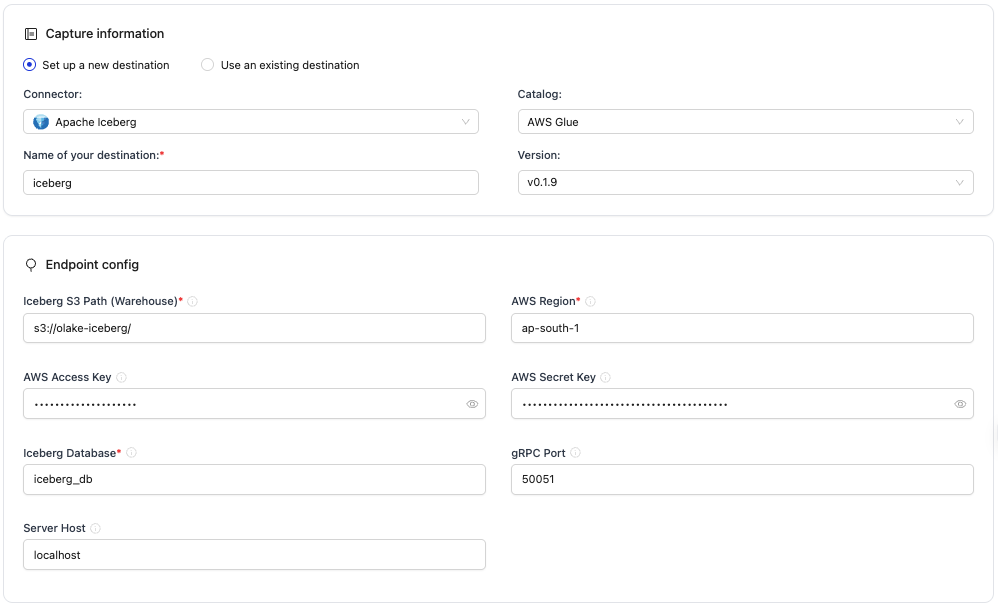 Capture information
Set up a new destination Use an existing destination
Connector: Catalog:
Apache Iceberg AWS Glue
Name of your destination:* Version:
iceberg v0.1.9
Endpoint config
Iceberg S3 Path (Warehouse)* AWS Region*
s3://olake-iceberg/ ap-south-1
AWS Access Key AWS Secret Key
•••••••••••••••••••• ••••••••••••••••••••••••••••••••••••••••
Iceberg Database* gRPC Port
iceberg_db 50051
Server Host
localhost